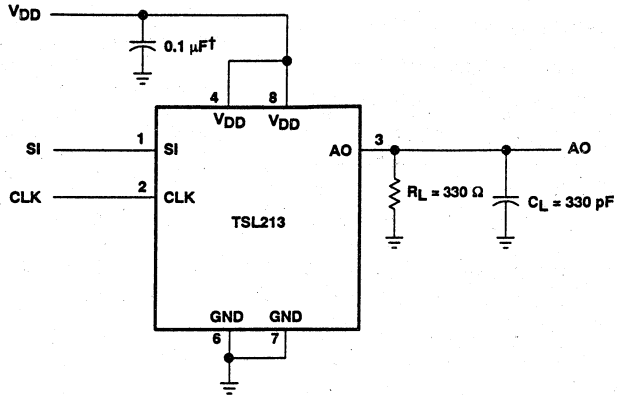 VDD
0.1 µF†
4 8
VDD VDD
SI 1 SI AO 3 AO
CLK 2 CLK
RL = 330 Ω
CL = 330 pF
TSL213
GND GND
6 7